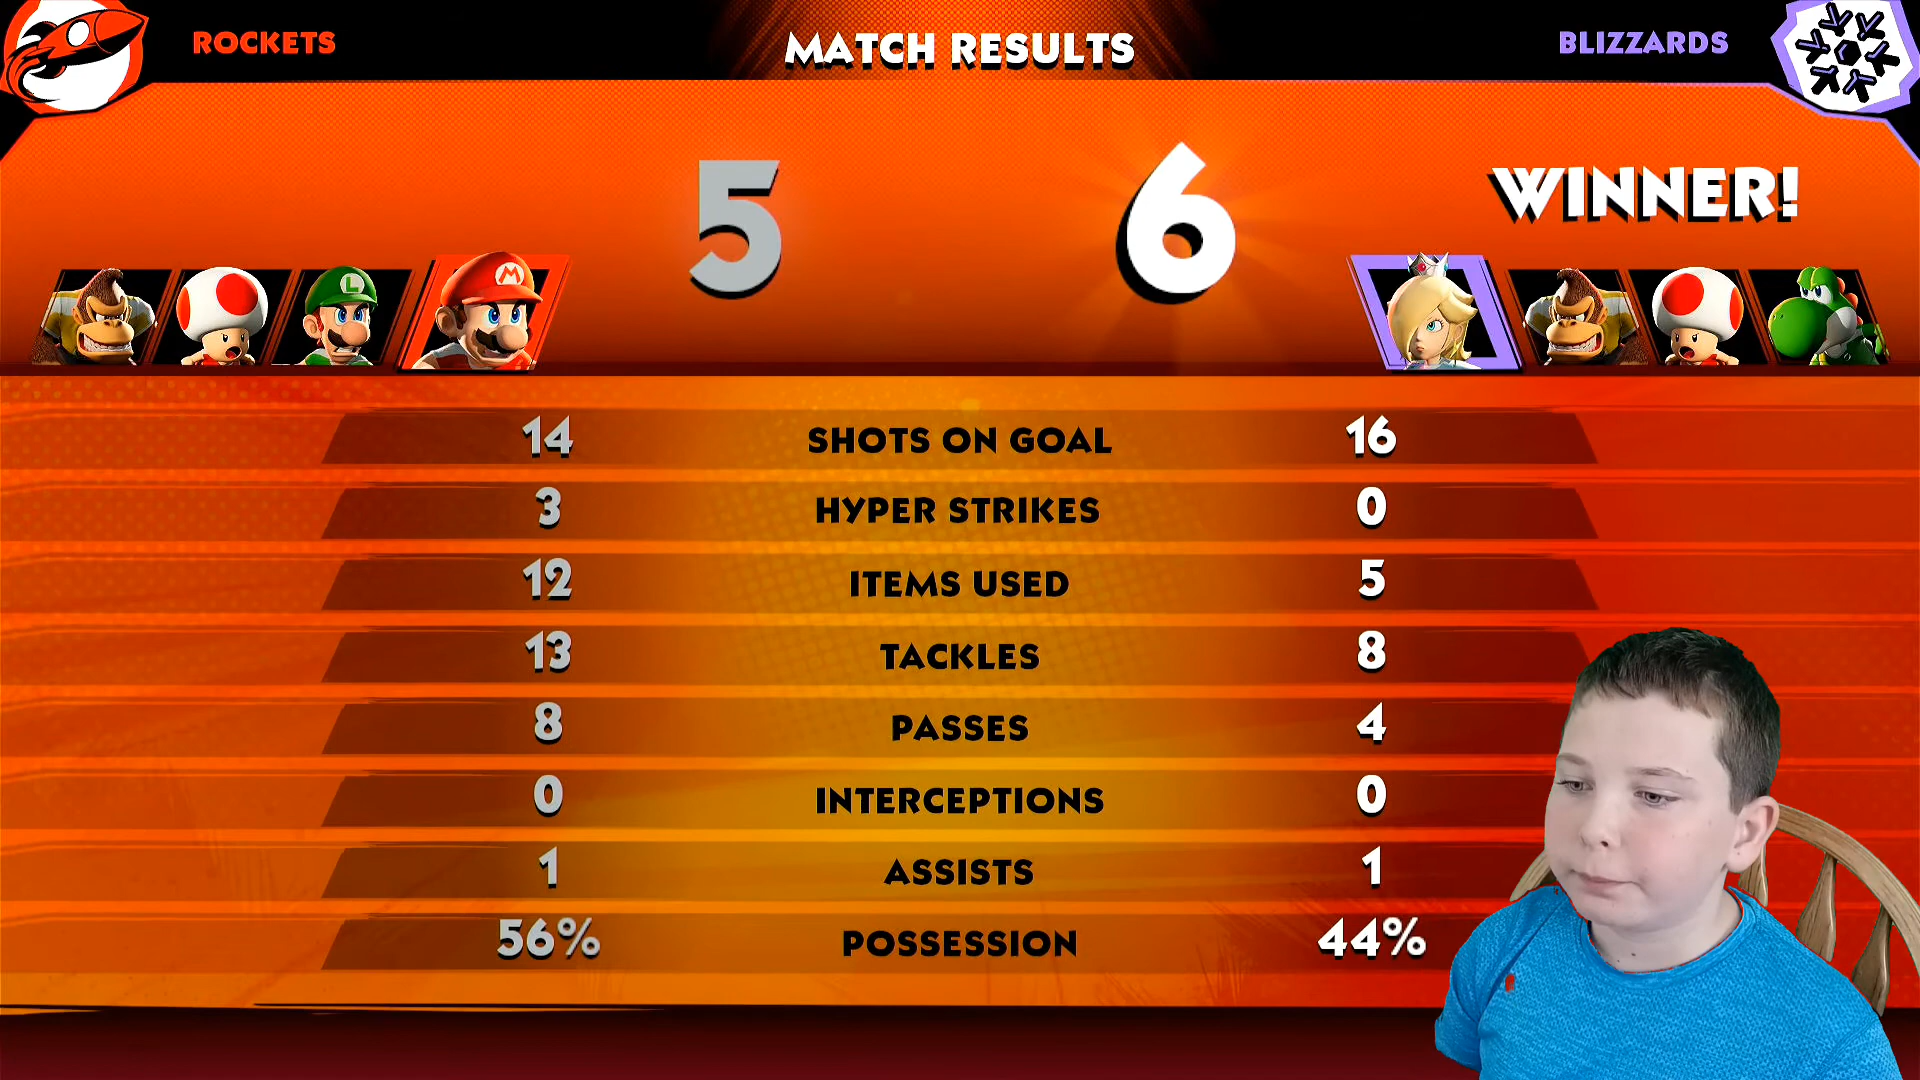 ROCKETS
MATCH RESULTS
BLIZZARDS
5
6
WINNER!
L
M
14 SHOTS ON GOAL 16
3 HYPER STRIKES 0
12 ITEMS USED 5
13 TACKLES 8
8 PASSES 4
0 INTERCEPTIONS 0
1 ASSISTS 1
56% POSSESSION 44%